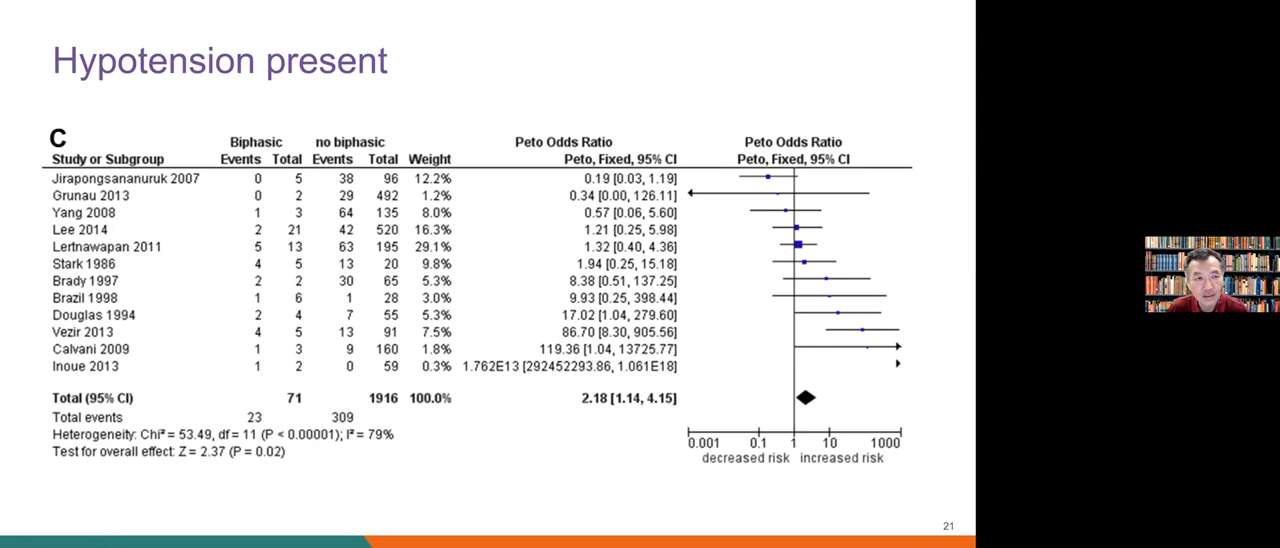 Hypotension present
C
Biphasic no biphasic Peto Odds Ratio Peto Odds Ratio
Study or Subgroup Events Total Events Total Weight Peto, Fixed, 95% CI Peto, Fixed, 95% CI
Jirapongsananuruk 2007 0 5 38 96 12.2% 0.19 [0.03, 1.19]
Grunau 2013 0 2 29 492 1.2% 0.34 [0.00, 126.11]
Yang 2008 1 3 64 135 8.0% 0.57 [0.06, 5.60]
Lee 2014 2 21 42 520 16.3% 1.21 [0.25, 5.98]
Lertnawapan 2011 5 13 63 195 29.1% 1.32 [0.40, 4.36]
Stark 1986 4 5 13 20 9.8% 1.94 [0.25, 15.18]
Brady 1997 2 2 30 65 5.3% 8.38 [0.51, 137.25]
Brazil 1998 1 6 1 28 3.0% 9.93 [0.25, 398.44]
Douglas 1994 2 4 7 55 5.3% 17.02 [1.04, 279.60]
Vezir 2013 4 5 13 91 7.5% 86.70 [8.30, 905.56]
Calvani 2009 1 3 9 160 1.8% 119.36 [1.04, 13725.77]
Inoue 2013 1 2 0 59 0.3% 1.762E13 [292452293.86, 1.061E18]
Total (95% CI) 71 1916 100.0% 2.18 [1.14, 4.15]
Total events 23 309
Heterogeneity: Chi² = 53.49, df = 11 (P < 0.00001); I² = 79%
Test for overall effect: Z = 2.37 (P = 0.02)
0.001 0.1 1 10 1000
decreased risk increased risk
21